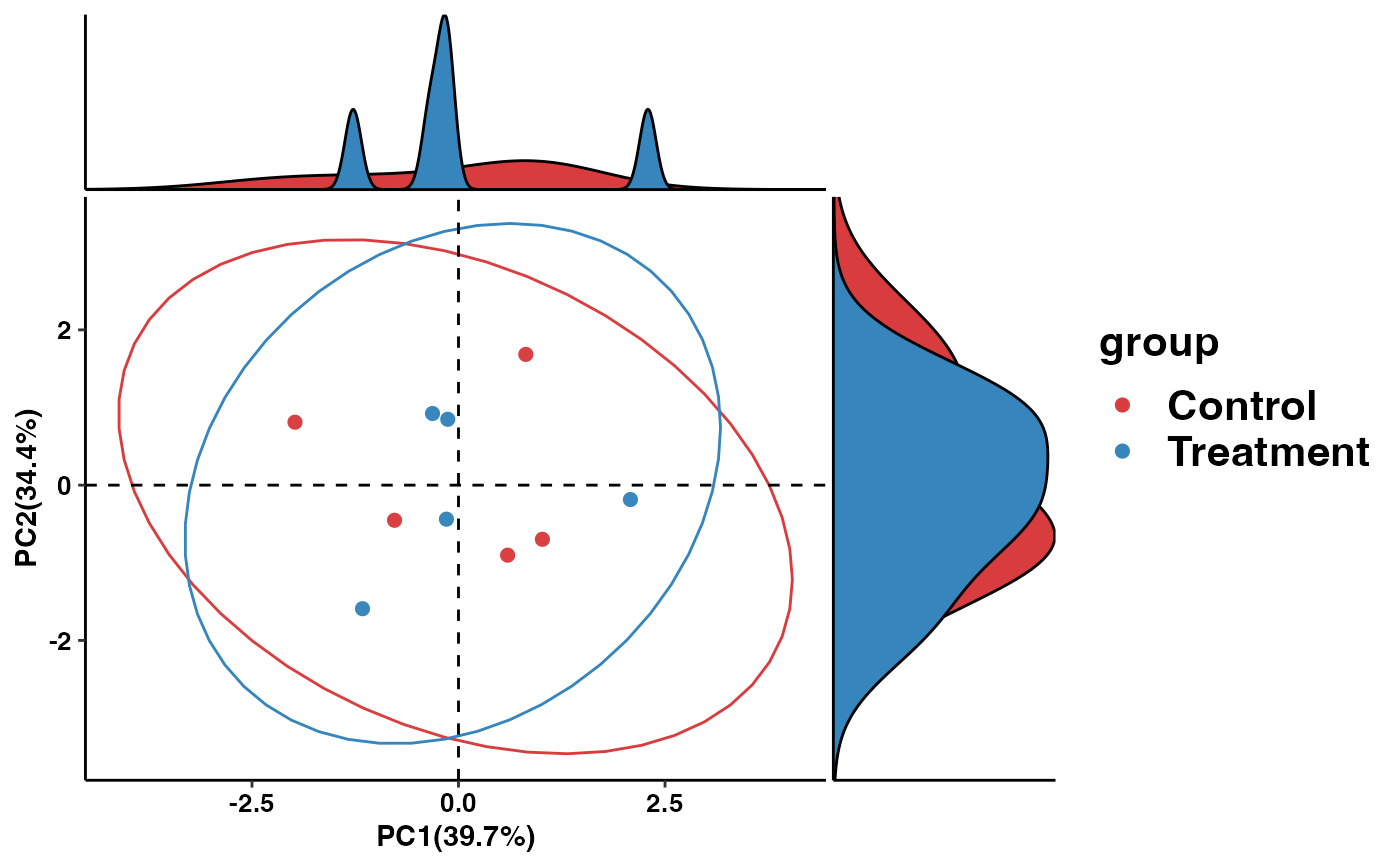 2
0
-2
PC2(34.4%)
-2.5
0.0
2.5
PC1(39.7%)
group
Control
Treatment